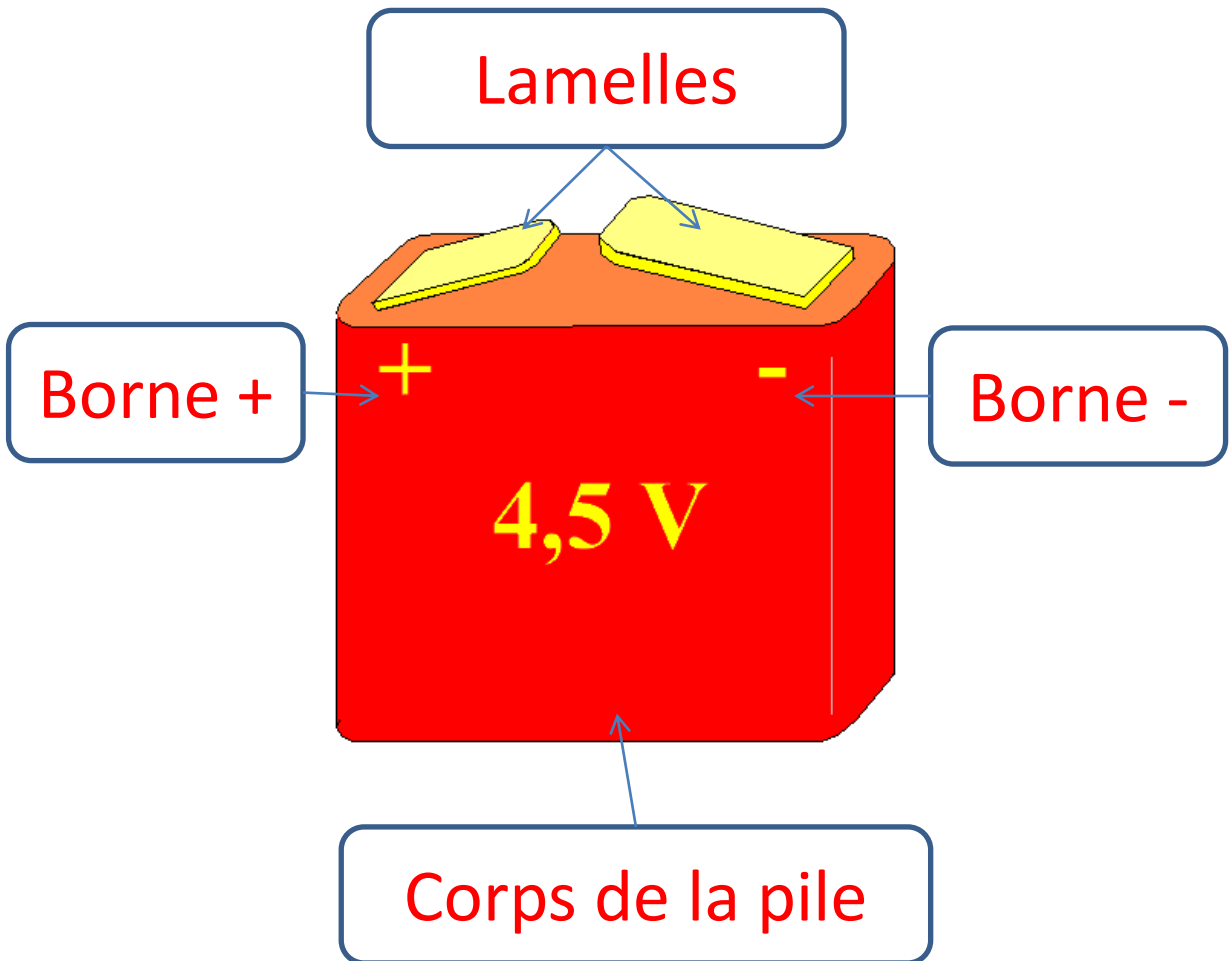 Lamelles
Borne +
+
-
Borne -
4,5 V
Corps de la pile